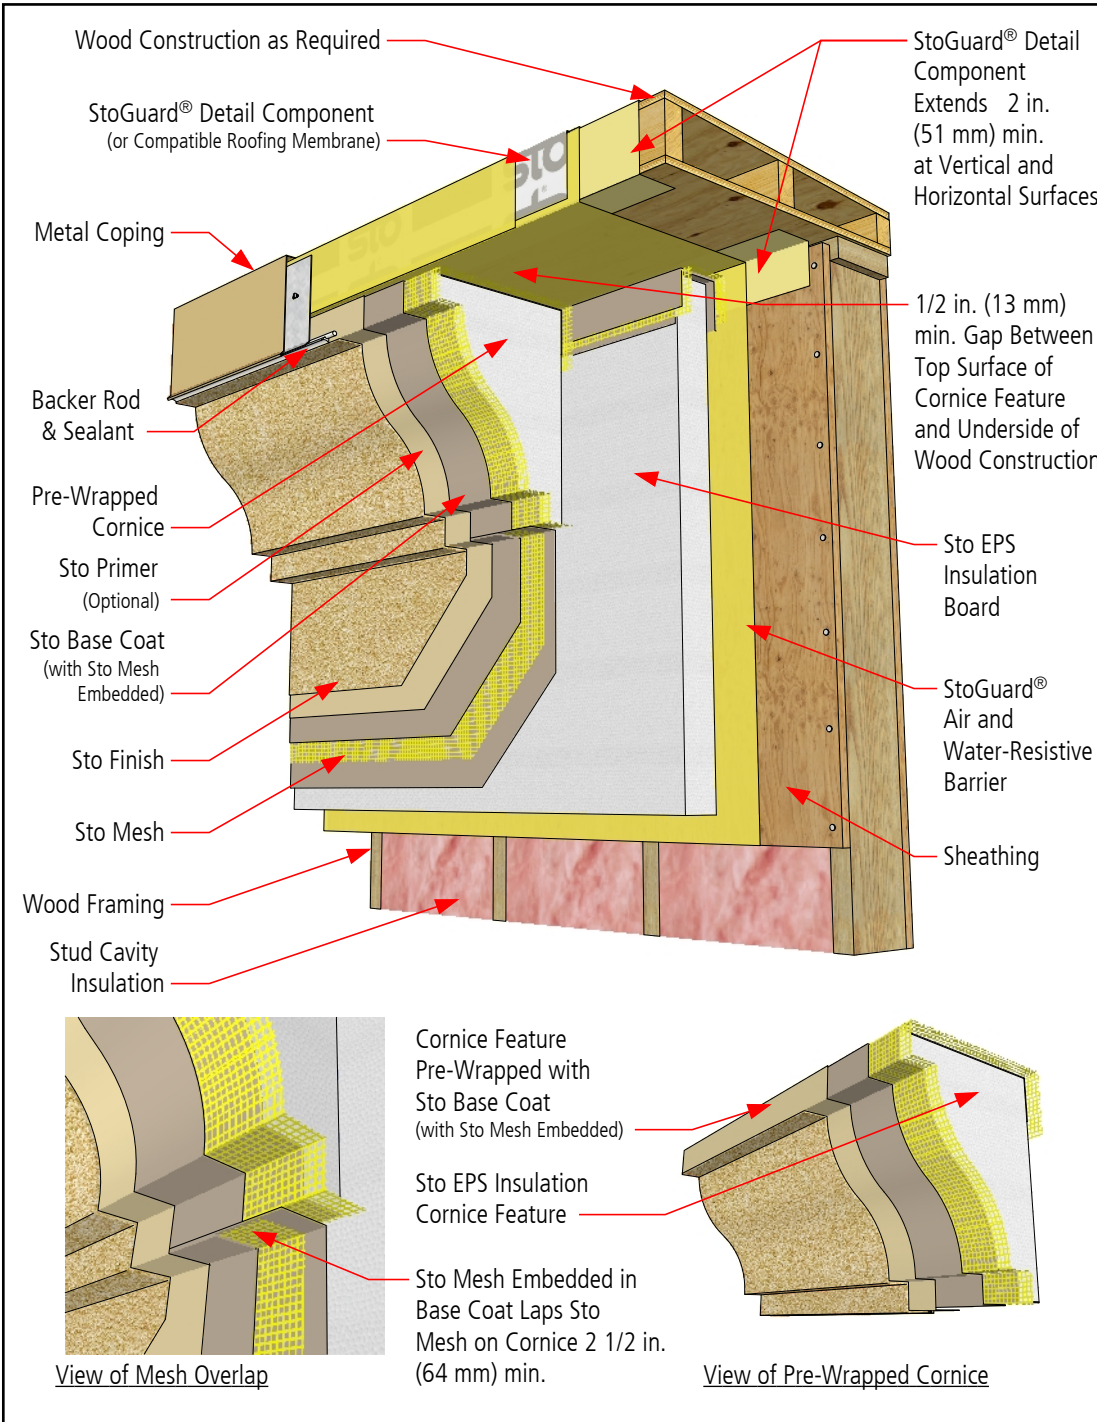 Wood Construction as Required
StoGuard® Detail Component
(or Compatible Roofing Membrane)
Metal Coping
Backer Rod
& Sealant
Pre-Wrapped
Cornice
Sto Primer
(Optional)
Sto Base Coat
(with Sto Mesh
Embedded)
Sto Finish
Sto Mesh
Wood Framing
Stud Cavity
Insulation
sto
StoGuard® Detail
Component
Extends 2 in.
(51 mm) min.
at Vertical and
Horizontal Surfaces
1/2 in. (13 mm)
min. Gap Between
Top Surface of
Cornice Feature
and Underside of
Wood Construction
Sto EPS
Insulation
Board
StoGuard®
Air and
Water-Resistive
Barrier
Sheathing
Cornice Feature
Pre-Wrapped with
Sto Base Coat
(with Sto Mesh Embedded)
Sto EPS Insulation
Cornice Feature
Sto Mesh Embedded in
Base Coat Laps Sto
Mesh on Cornice 2 1/2 in.
(64 mm) min.
View of Mesh Overlap
View of Pre-Wrapped Cornice